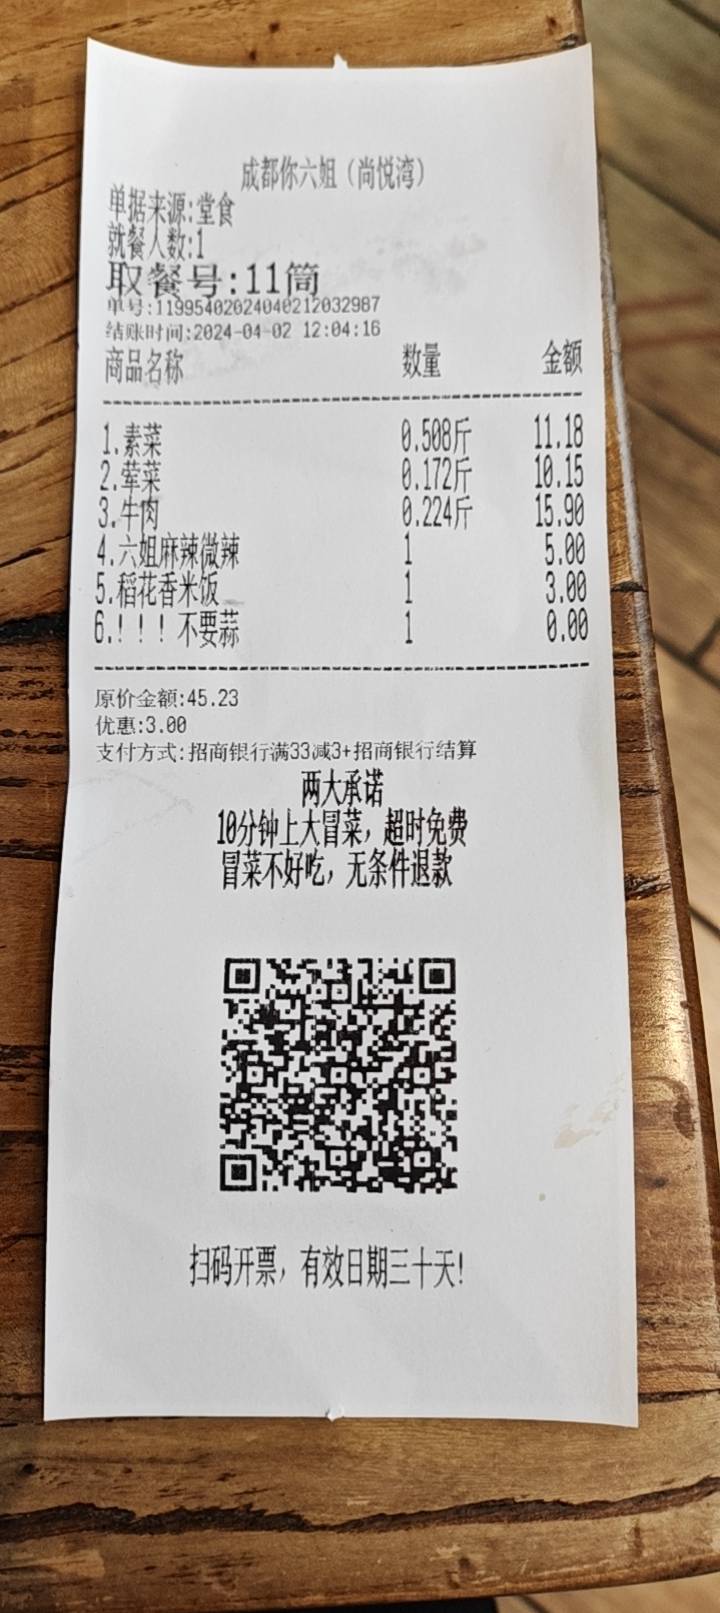 成都你六姐（尚悦湾）
单据来源:堂食
就餐人数:1
取餐号:11筒
单号:11995402024040212032987
结账时间:2024-04-02 12:04:16
商品名称 数量 金额
1.素菜 0.508斤 11.18
2.荤菜 0.172斤 10.15
3.牛肉 0.224斤 15.90
4.六姐麻辣微辣 1 5.00
5.稻花香米饭 1 3.00
6.！！！不要蒜 1 0.00
原价金额:45.23
优惠:3.00
支付方式:招商银行满33减3+招商银行结算
两大承诺
10分钟上大冒菜，超时免费
冒菜不好吃，无条件退款
扫码开票，有效日期三十天!